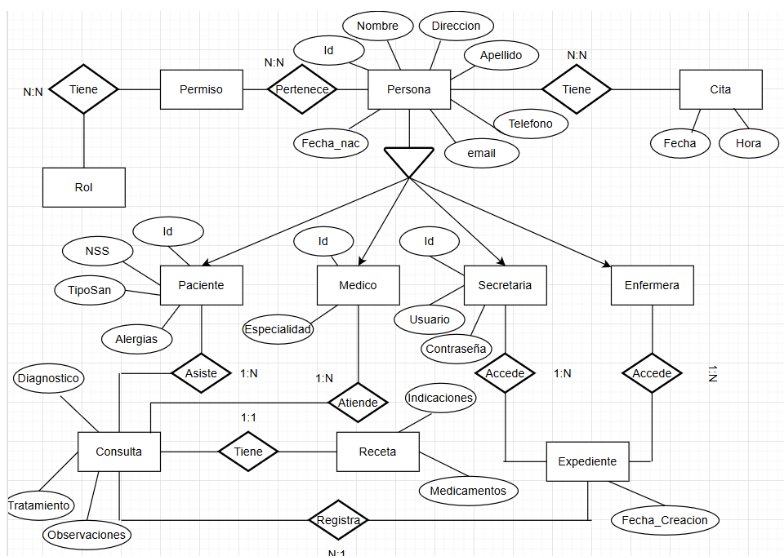 Nombre
Direccion
Id
Apellido
N:N
N:N
N:N
Tiene
Permiso
Pertenece
Persona
Tiene
Cita
Telefono
Fecha_nac
email
Fecha
Hora
Rol
Id
NSS
Id
Id
TipoSan
Paciente
Medico
Secretaria
Enfermera
Alergias
Especialidad
Usuario
Contraseña
Asiste
1:N
1:N
Accede
1:N
Accede
1:N
Diagnostico
Atiende
Indicaciones
1:1
Consulta
Tiene
Receta
Expediente
Medicamentos
Tratamiento
Observaciones
Registra
Fecha_Creacion
N:1